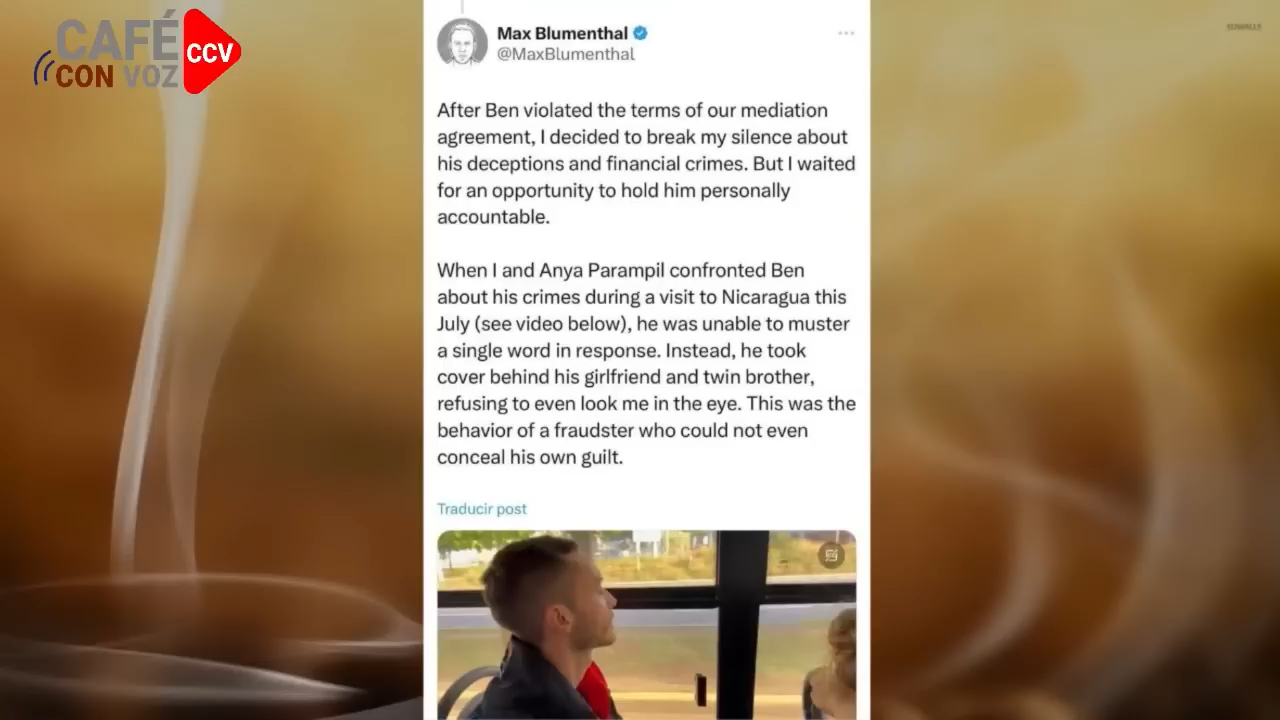 CAFÉ
CON VOZ
CCV
Max Blumenthal
@MaxBlumenthal
After Ben violated the terms of our mediation
agreement, I decided to break my silence about
his deceptions and financial crimes. But I waited
for an opportunity to hold him personally
accountable.
When I and Anya Parampil confronted Ben
about his crimes during a visit to Nicaragua this
July (see video below), he was unable to muster
a single word in response. Instead, he took
cover behind his girlfriend and twin brother,
refusing to even look me in the eye. This was the
behavior of a fraudster who could not even
conceal his own guilt.
Traducir post